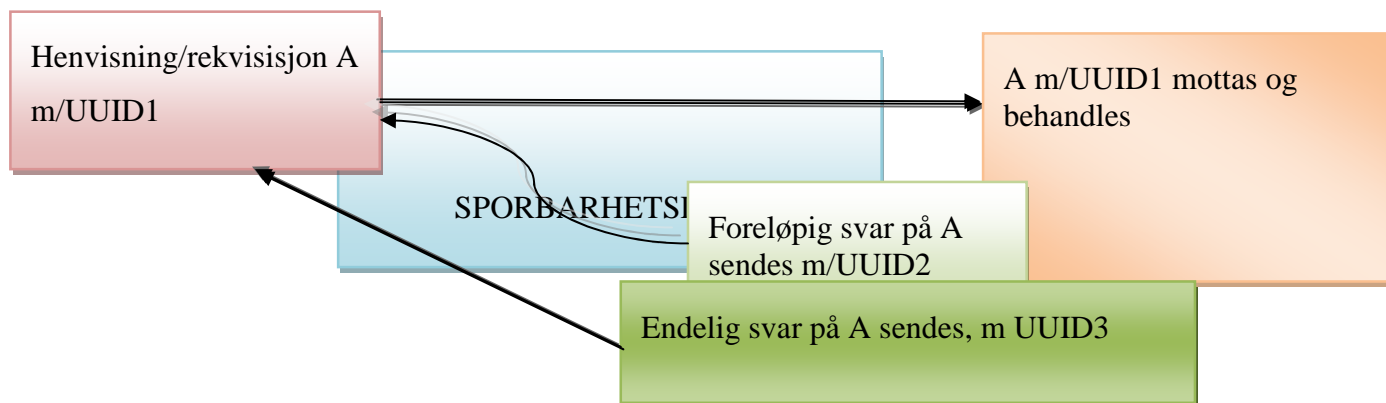 Henvisning/rekvisisjon A
m/UUID1
A m/UUID1 mottas og
behandles
Foreløpig svar på A
sendes m/UUID2
Endelig svar på A sendes, m UUID3